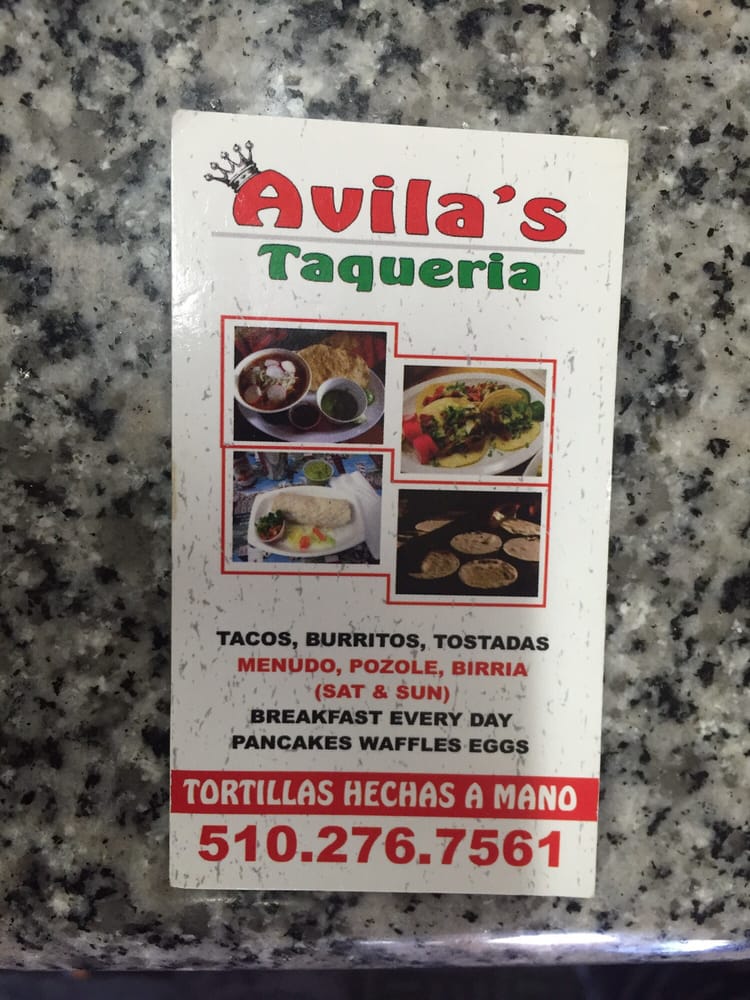 Avila's
Taqueria
TACOS, BURRITOS, TOSTADAS
MENUDO, POZOLE, BIRRIA
(SAT & SUN)
BREAKFAST EVERY DAY
PANCAKES WAFFLES EGGS
TORTILLAS HECHAS A MANO
510.276.7561